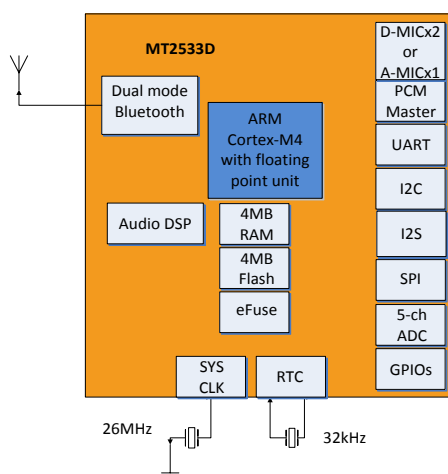 MT2533D
Dual mode
Bluetooth
ARM
Cortex-M4
with floating
point unit
Audio DSP
4MB
RAM
4MB
Flash
eFuse
D-MICx2
or
A-MICx1
PCM
Master
UART
I2C
I2S
SPI
5-ch
ADC
GPIOs
SYS
CLK
RTC
26MHz
32kHz